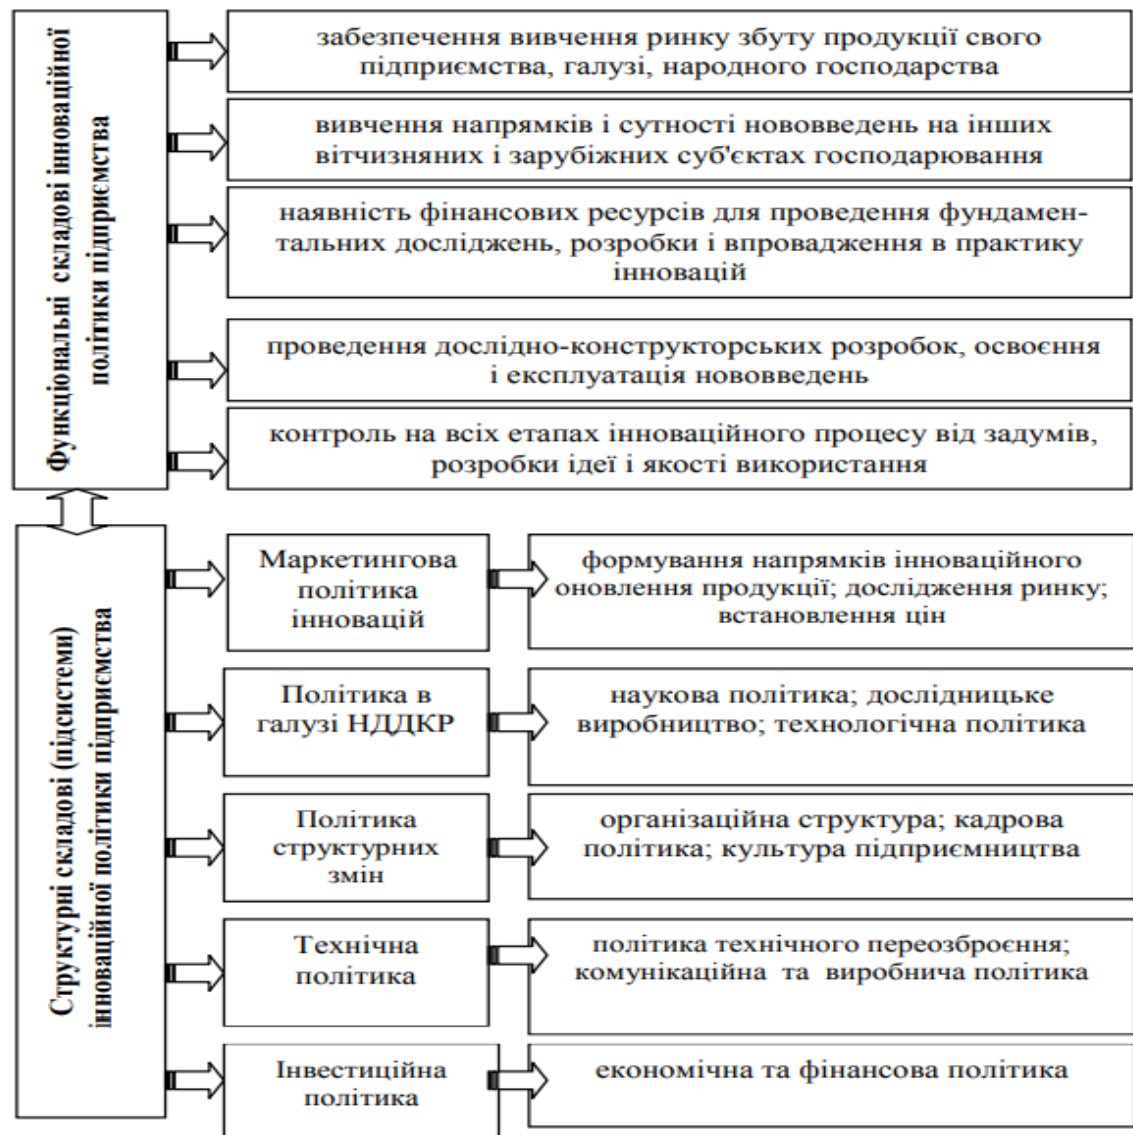 Функціональні складові інноваційної
політики підприємства
забезпечення вивчення ринку збуту продукції свого
підприємства, галузі, народного господарства
вивчення напрямків і сутності нововведень на інших
вітчизняних і зарубіжних суб'єктах господарювання
наявність фінансових ресурсів для проведення фундамен-
тальних досліджень, розробки і впровадження в практику
інновацій
проведення дослідно-конструкторських розробок, освоєння
і експлуатація нововведень
контроль на всіх етапах інноваційного процесу від задумів,
розробки ідеї і якості використання
Структурні складові (підсистеми)
інноваційної політики підприємства
Маркетингова
політика
інновацій
формування напрямків інноваційного
оновлення продукції; дослідження ринку;
встановлення цін
Політика в
галузі НДДКР
наукова політика; дослідницьке
виробництво; технологічна політика
Політика
структурних
змін
організаційна структура; кадрова
політика; культура підприємництва
Технічна
політика
політика технічного переозброєння;
комунікаційна та виробнича політика
Інвестиційна
політика
економічна та фінансова політика